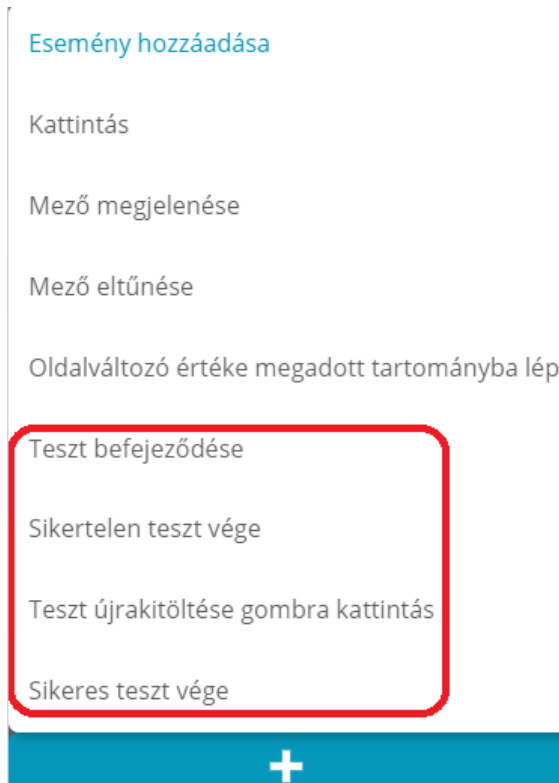 Esemény hozzáadása
Kattintás
Mező megjelenése
Mező eltűnése
Oldalváltozó értéke megadott tartományba lép
Teszt befejeződése
Sikertelen teszt vége
Teszt újrakitöltése gombra kattintás
Sikeres teszt vége